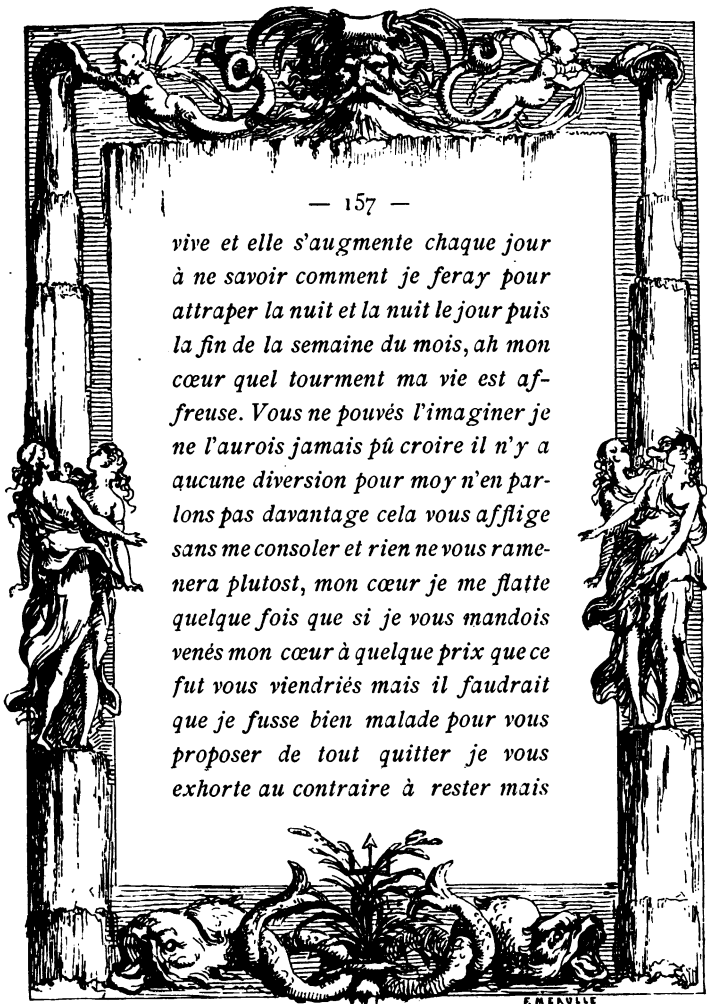 — 157 —
vive et elle s'augmente chaque jour
à ne savoir comment je feray pour
attraper la nuit et la nuit le jour puis
la fin de la semaine du mois, ah mon
cœur quel tourment ma vie est af-
freuse. Vous ne pouvés l'imaginer je
ne l'aurois jamais pû croire il n'y a
aucune diversion pour moy n'en par-
lons pas davantage cela vous afflige
sans me consoler et rien ne vous rame-
nera plutost, mon cœur je me flatte
quelque fois que si je vous mandois
venés mon cœur à quelque prix que ce
fut vous viendriés mais il faudrait
que je fusse bien malade pour vous
proposer de tout quitter je vous
exhorte au contraire à rester mais